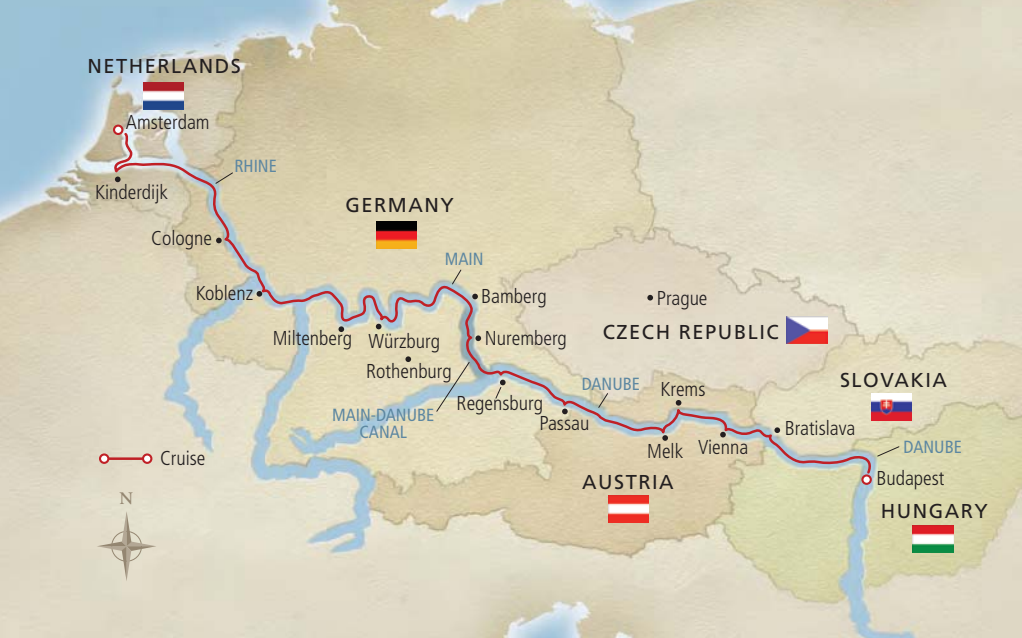 NETHERLANDS
Amsterdam
Kinderdijk
RHINE
GERMANY
Cologne
Koblenz
MAIN
Bamberg
Prague
CZECH REPUBLIC
Miltenberg
Würzburg
Nuremberg
Rothenburg
MAIN-DANUBE
CANAL
Regensburg
DANUBE
Passau
Krems
SLOVAKIA
Melk
Vienna
Bratislava
DANUBE
Cruise
AUSTRIA
Budapest
HUNGARY
N